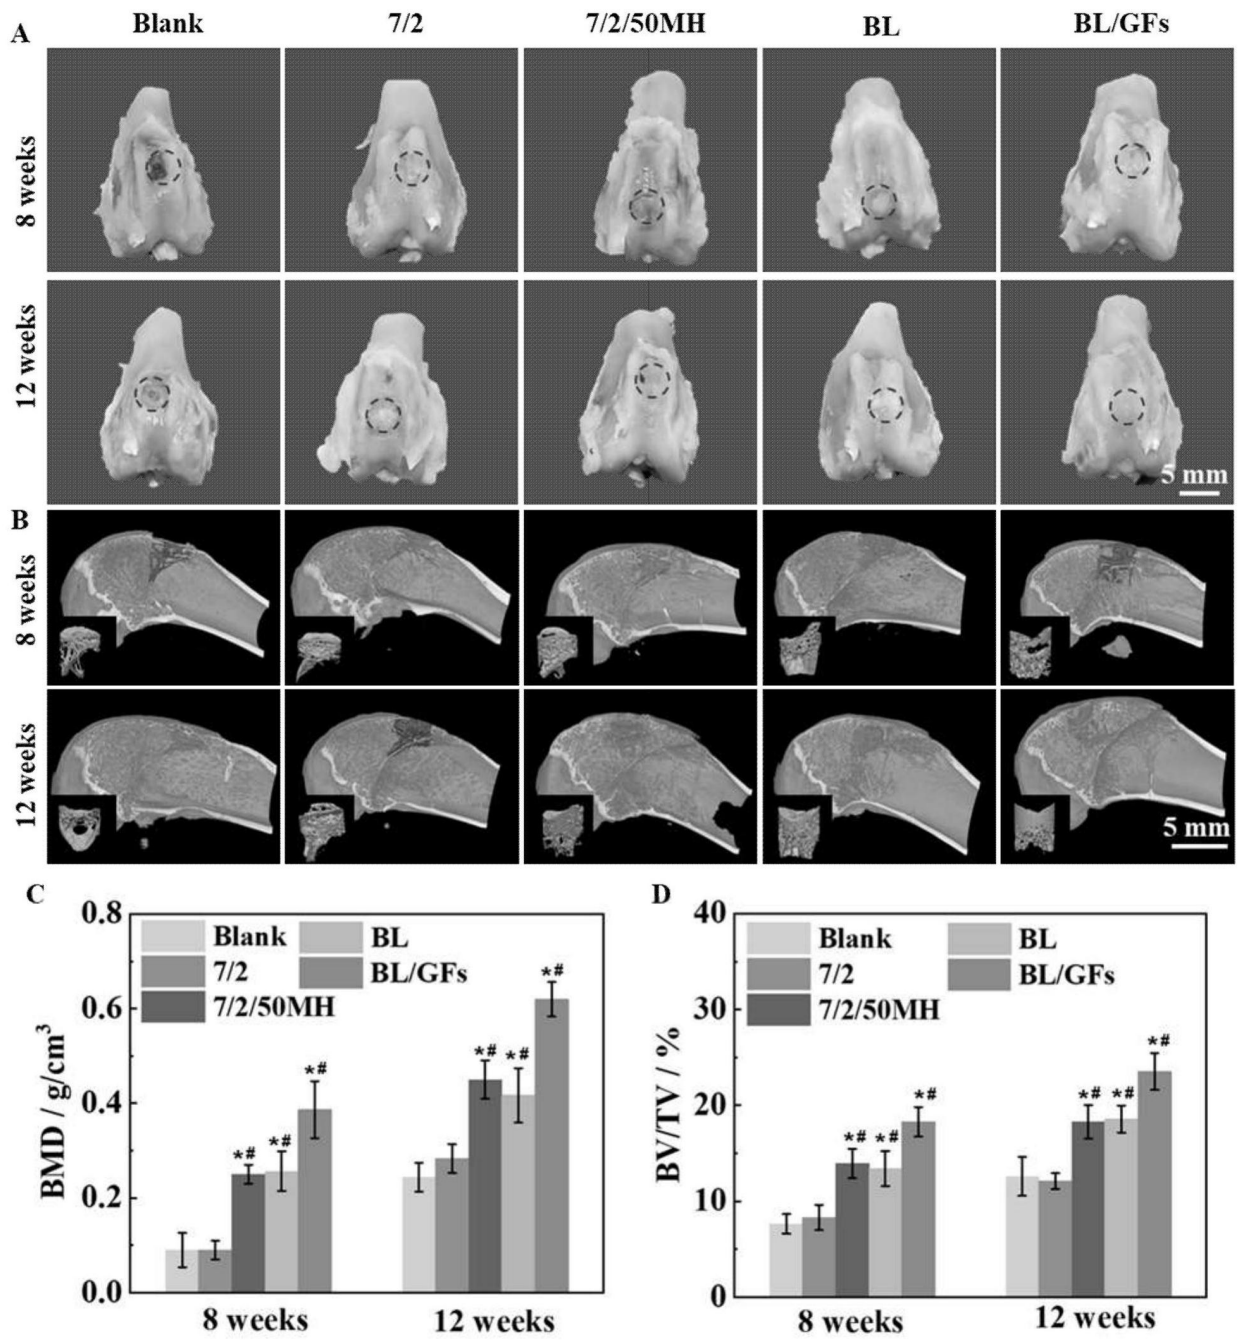 A
Blank
7/2
7/2/50MH
BL
BL/GFs
8 weeks
12 weeks
5 mm
B
8 weeks
12 weeks
5 mm
C
0.8
0.6
0.4
0.2
0.0
BMD / g/cm³
Blank
BL
7/2
BL/GFs
7/2/50MH
*#
*#
*#
*#
*#
*#
8 weeks
12 weeks
D
40
30
20
10
0
BV/TV / %
Blank
BL
7/2
BL/GFs
7/2/50MH
*#
*#
*#
*#
*#
*#
8 weeks
12 weeks